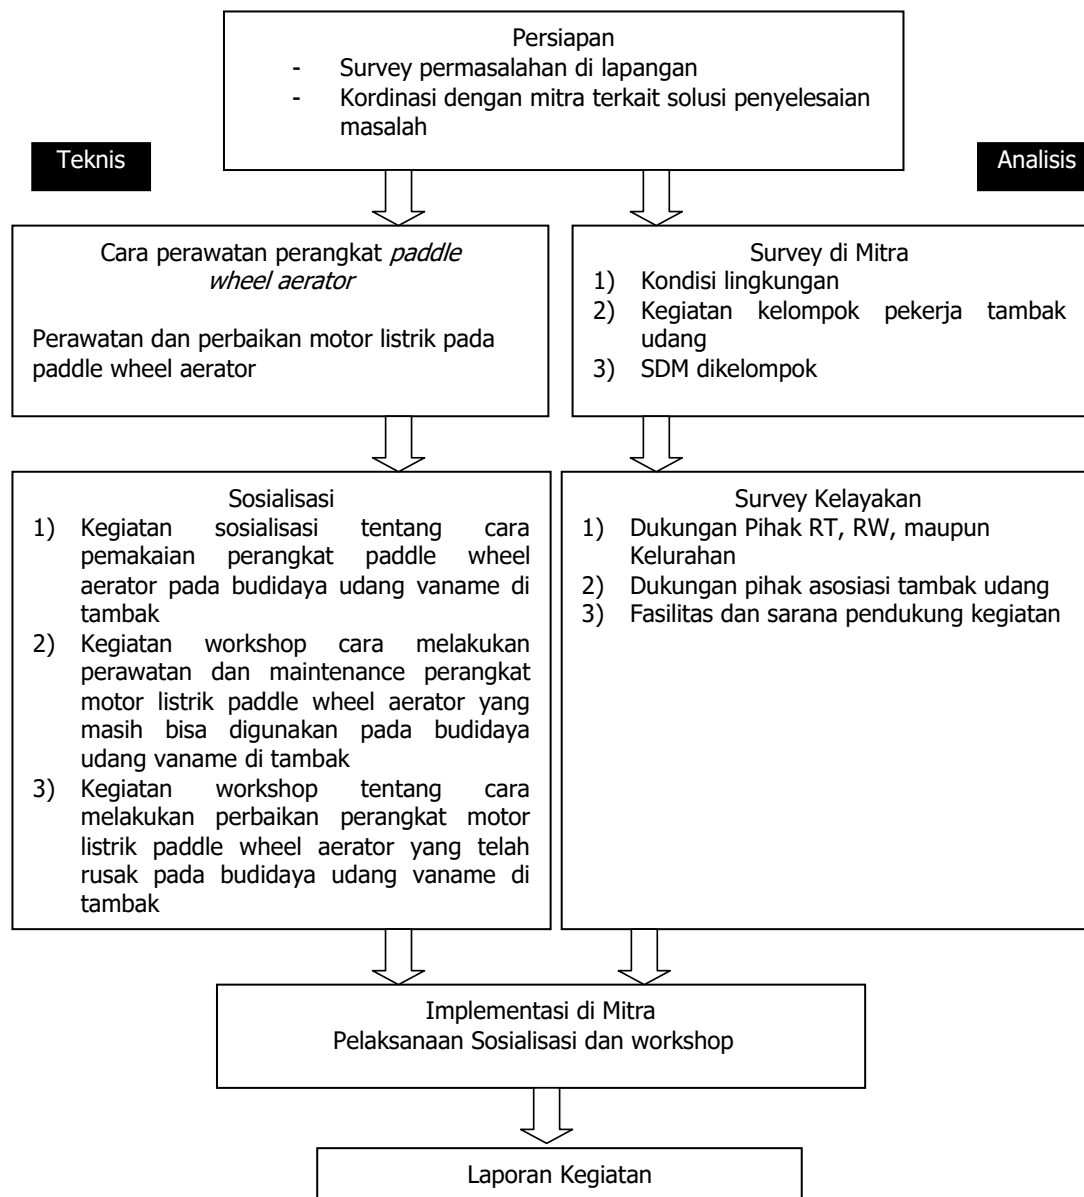 Persiapan
- Survey permasalahan di lapangan
- Kordinasi dengan mitra terkait solusi penyelesaian
masalah
Teknis
Analisis
Cara perawatan perangkat paddle
wheel aerator
Perawatan dan perbaikan motor listrik pada
paddle wheel aerator
Survey di Mitra
1) Kondisi lingkungan
2) Kegiatan kelompok pekerja tambak
udang
3) SDM dikelompok
Sosialisasi
1) Kegiatan sosialisasi tentang cara
pemakaian perangkat paddle wheel
aerator pada budidaya udang vaname di
tambak
2) Kegiatan workshop cara melakukan
perawatan dan maintenance perangkat
motor listrik paddle wheel aerator yang
masih bisa digunakan pada budidaya
udang vaname di tambak
3) Kegiatan workshop tentang cara
melakukan perbaikan perangkat motor
listrik paddle wheel aerator yang telah
rusak pada budidaya udang vaname di
tambak
Survey Kelayakan
1) Dukungan Pihak RT, RW, maupun
Kelurahan
2) Dukungan pihak asosiasi tambak udang
3) Fasilitas dan sarana pendukung kegiatan
Implementasi di Mitra
Pelaksanaan Sosialisasi dan workshop
Laporan Kegiatan